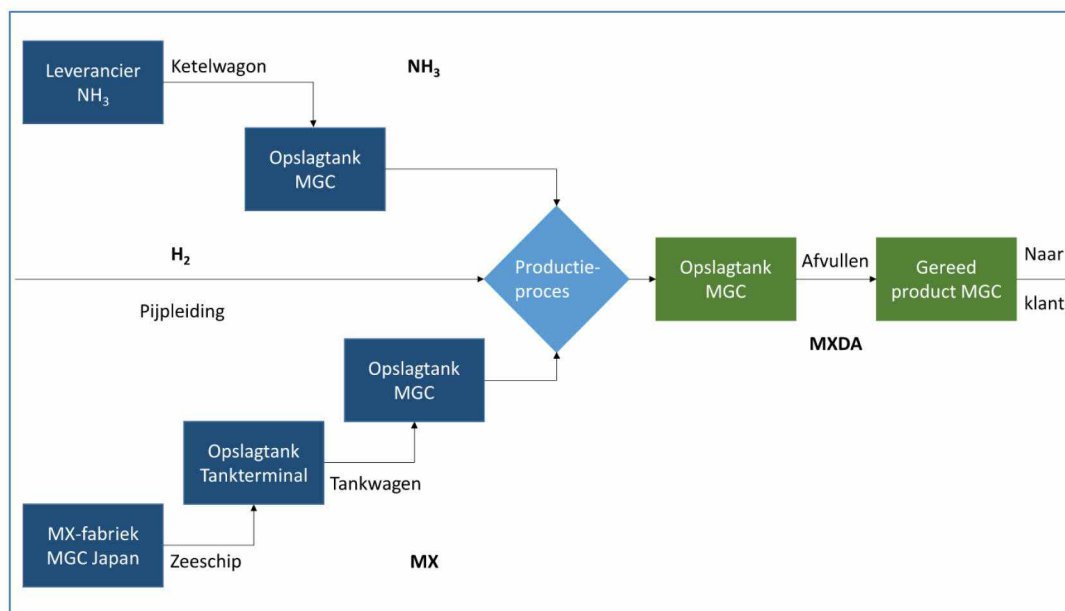 Leverancier
NH₃
Ketelwagon
NH₃
Opslagtank
MGC
H₂
Pijpleiding
Productie-
proces
Opslagtank
MGC
Afvullen
Gereed
product MGC
Naar
klant
MXDA
Opslagtank
MGC
Opslagtank
Tankterminal
Tankwagen
MX-fabriek
MGC Japan
Zeeschip
MX